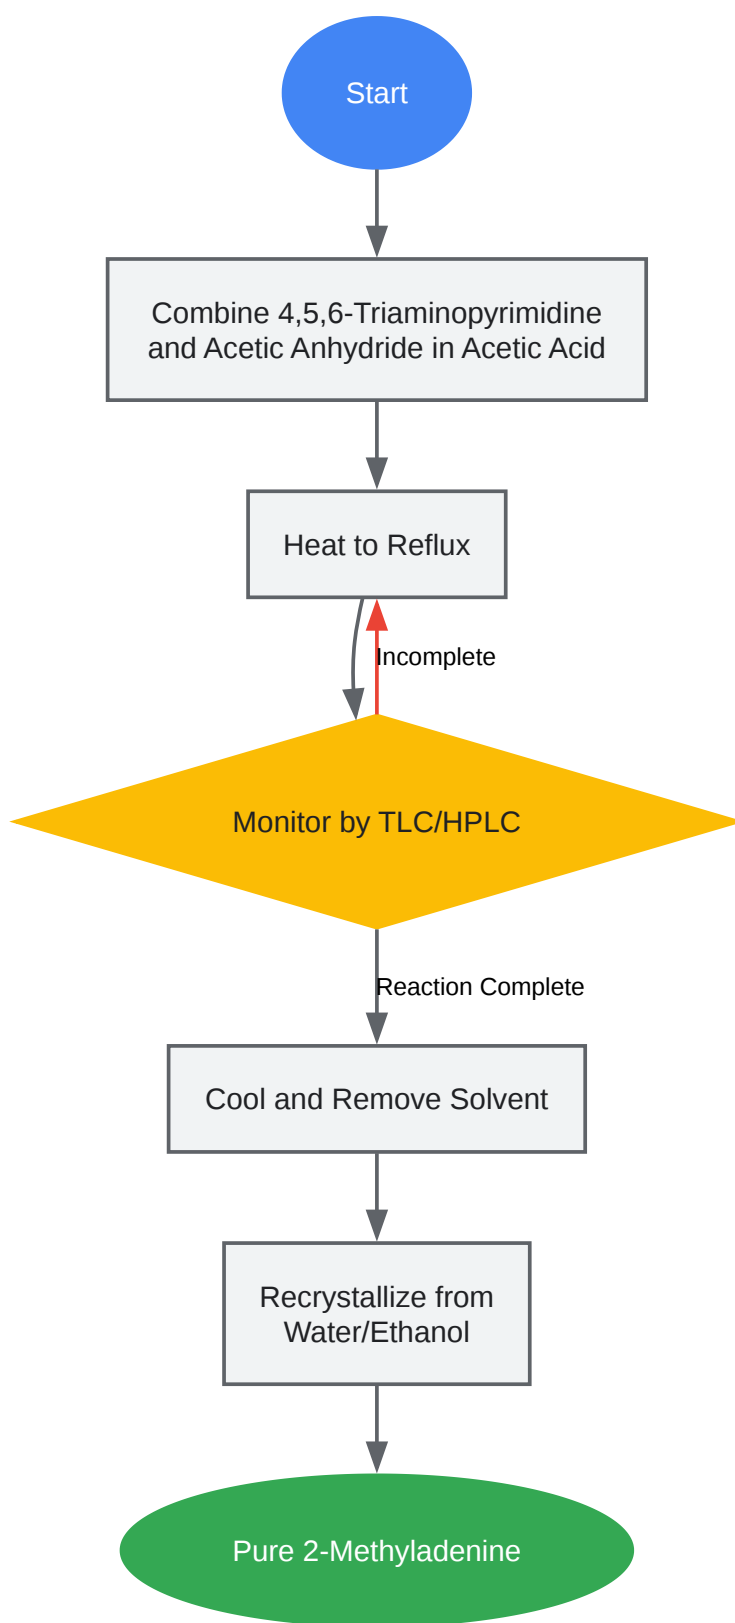 Start
Combine 4,5,6-Triaminopyrimidine
and Acetic Anhydride in Acetic Acid
Heat to Reflux
Incomplete
Monitor by TLC/HPLC
Reaction Complete
Cool and Remove Solvent
Recrystallize from
Water/Ethanol
Pure 2-Methyladenine